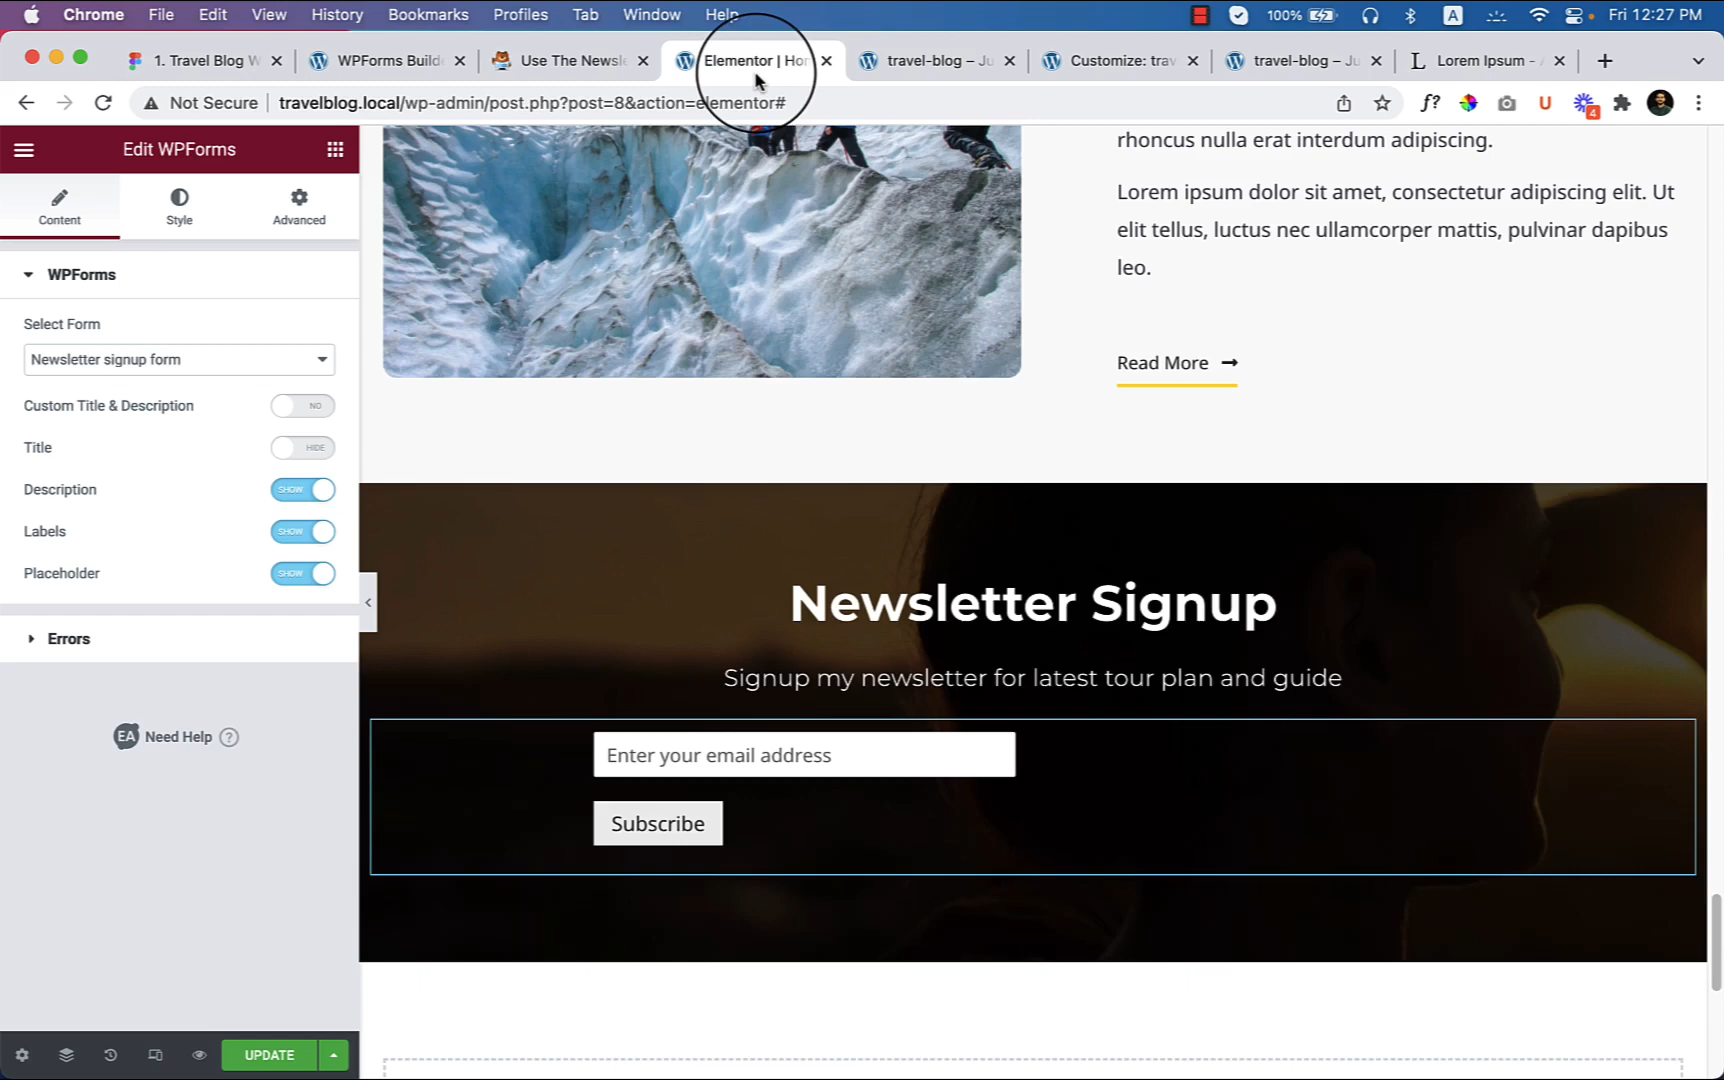 Chrome File Edit View History Bookmarks Profiles Tab Window Help 100% A Fri 12:27 PM
1. Travel Blog W WPForms Build Use The Newsl Elementor | Hor travel-blog – Ju Customize: trav travel-blog – Ju Lorem Ipsum - A
Not Secure travelblog.local/wp-admin/post.php?post=8&action=elementor# f? U 4
Edit WPForms
Content Style Advanced
WPForms
Select Form
Newsletter signup form
Custom Title & Description NO
Title HIDE
Description SHOW
Labels SHOW
Placeholder SHOW
Errors
EA Need Help ?
UPDATE
rhoncus nulla erat interdum adipiscing.
Lorem ipsum dolor sit amet, consectetur adipiscing elit. Ut
elit tellus, luctus nec ullamcorper mattis, pulvinar dapibus
leo.
Read More →
Newsletter Signup
Signup my newsletter for latest tour plan and guide
Enter your email address
Subscribe